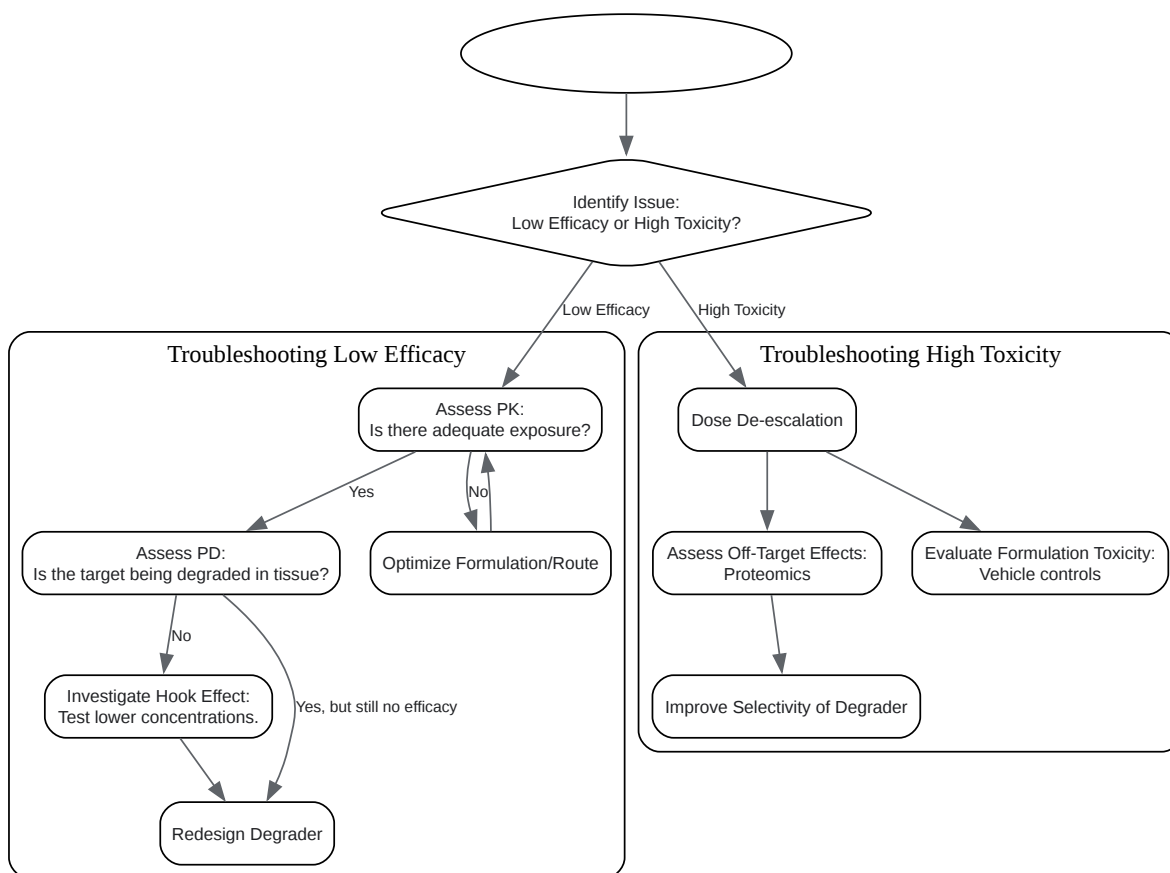 Identify Issue:
Low Efficacy or High Toxicity?
Low Efficacy
High Toxicity
Troubleshooting Low Efficacy
Troubleshooting High Toxicity
Assess PK:
Is there adequate exposure?
Dose De-escalation
Yes
No
Assess PD:
Is the target being degraded in tissue?
Optimize Formulation/Route
Assess Off-Target Effects:
Proteomics
Evaluate Formulation Toxicity:
Vehicle controls
No
Investigate Hook Effect:
Test lower concentrations.
Yes, but still no efficacy
Improve Selectivity of Degrader
Redesign Degrader